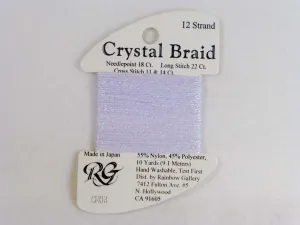 12 Strand
Crystal Braid
Needlepoint 18 Ct. Long Stitch 22 Ct.
Cross Stitch 11 & 14 Ct.
Made in Japan
RG
55% Nylon, 45% Polyester,
10 Yards (9.1 Meters)
Hand Washable, Test First
Dist. by Rainbow Gallery
7412 Fulton Ave. #5
N. Hollywood
CA 91605